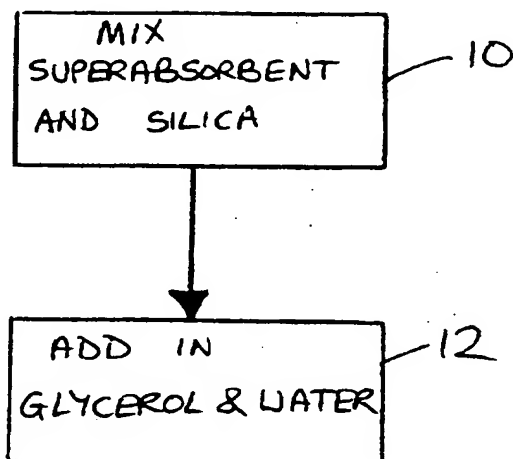 MIX
SUPERABSORBENT
AND SILICA
10
ADD IN
GLYCEROL & WATER
12